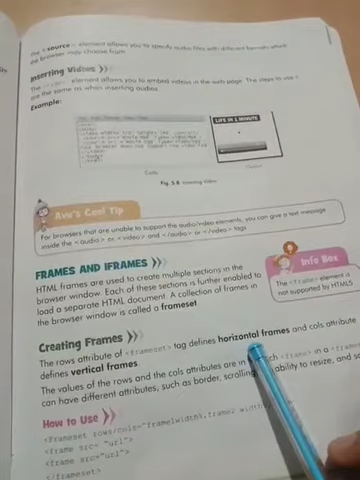 the <source> element allows you to specify audio files with different formats which
the browser may choose from.
Inserting Videos
The element allows you to embed videos in the web page. The steps to
are the same as when inserting audios.
Example:
LIFE IN 1 MINUTE
Code
Fig. 5.8 Inserting Video
Ava's Cool Tip
For browsers that are unable to support the audio/video elements, you can give a text message
inside the <audio> or <video> and </audio> or </video> tags
FRAMES AND IFRAMES
HTML frames are used to create multiple sections in the
browser window. Each of these sections is further enabled to
load a separate HTML document. A collection of frames in
the browser window is called a frameset
Info Box
The <frame> element is
not supported by HTML5
Creating Frames
The rows attribute of <frameset> tag defines horizontal frames and cols attribute
defines vertical frames
The values of the rows and the cols attributes are in <frame> in a
can have different attributes, such as border, scrolling ability to resize, and
How to Use
<Frameset rows/cols="frame1width%,frame2 width%
<frame src= "url">
<frame src="url">
</frameset>